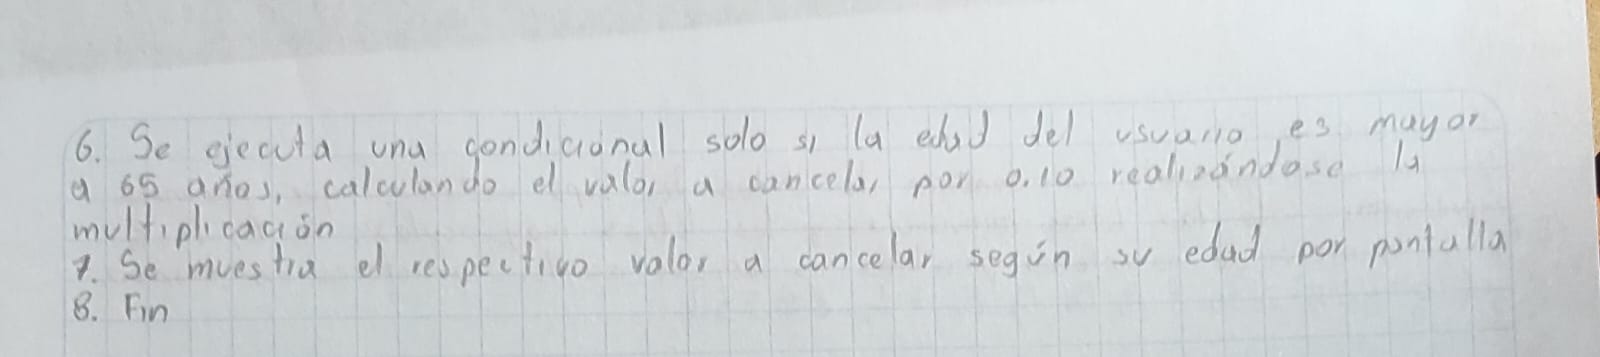 6. Se ejecuta una condicional solo si la edad del usuario es mayor
a 65 años, calculando el valor a cancelar por 0.10 realizándose la
multiplicación
7. Se muestra el respectivo valor a cancelar según su edad por pantalla
8. Fin